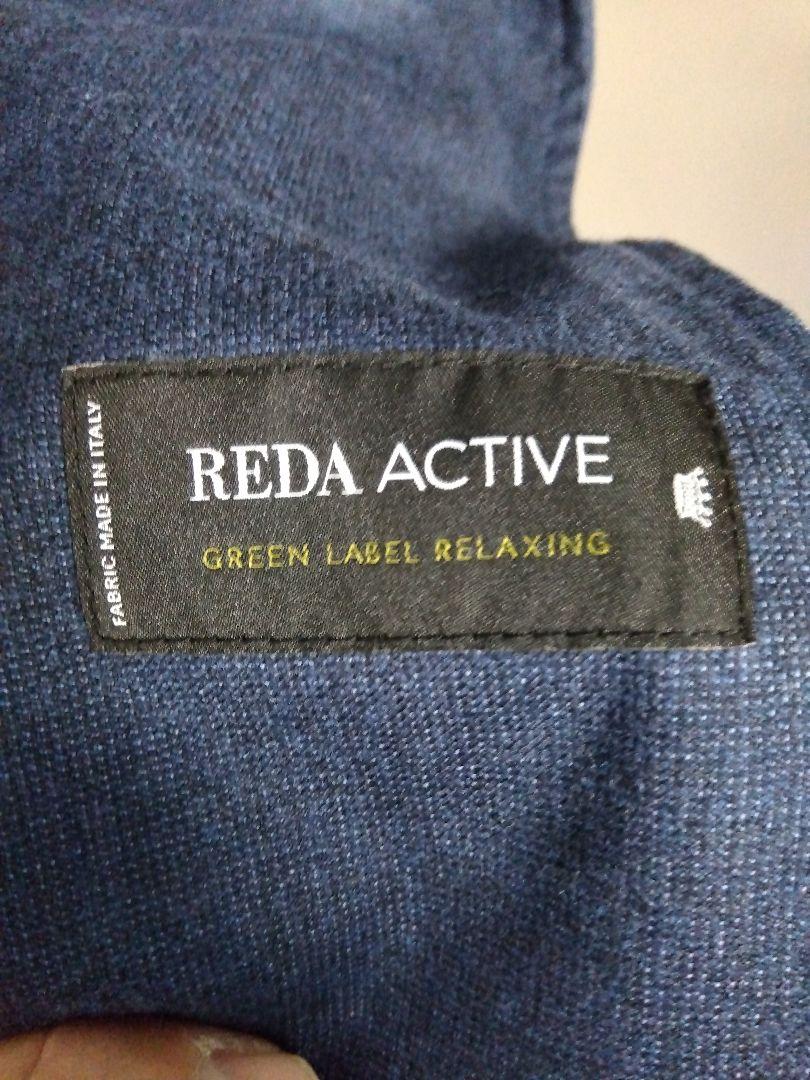 FABRIC MADE IN ITALY
REDA ACTIVE
GREEN LABEL RELAXING